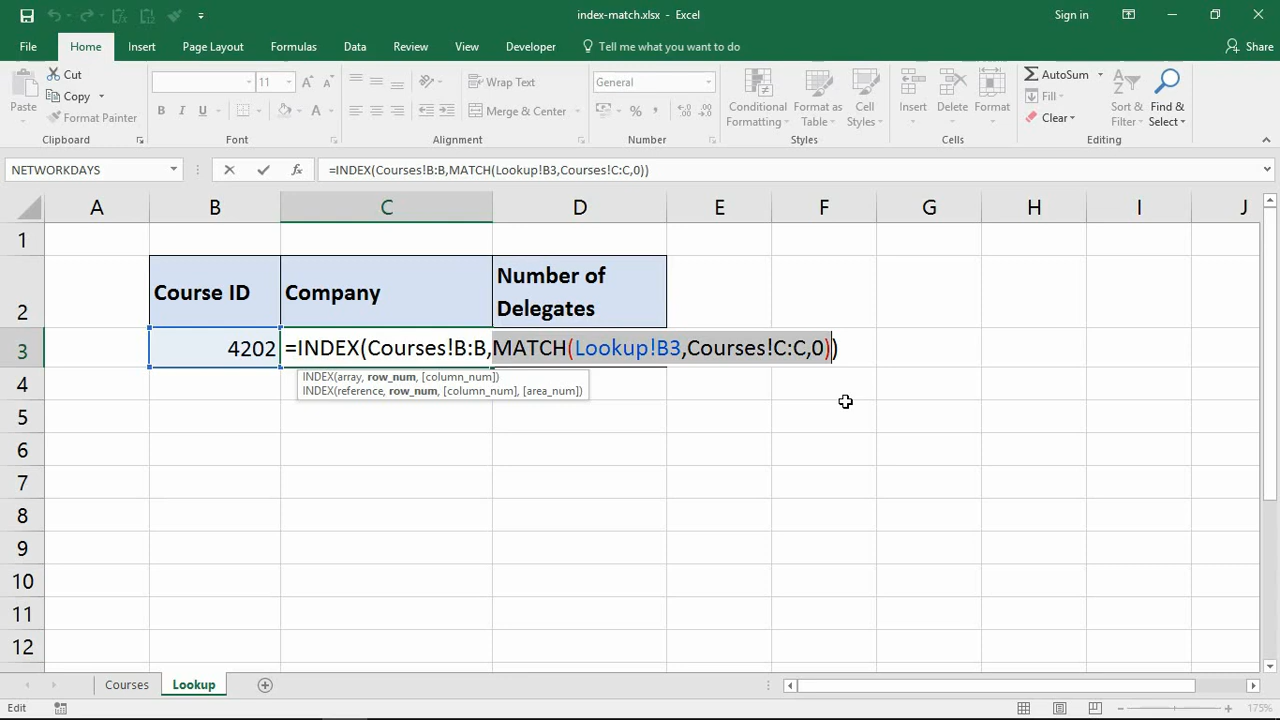 index-match.xlsx - Excel
Sign in
File Home Insert Page Layout Formulas Data Review View Developer Tell me what you want to do Share
Paste
Cut
Copy
Format Painter
Clipboard
11
B I U
Font
Wrap Text
Merge & Center
Alignment
General
%
Number
Conditional Formatting
Format as Table
Cell Styles
Styles
Insert
Delete
Format
Cells
AutoSum
Fill
Clear
Sort & Filter
Find & Select
Editing
NETWORKDAYS
fx
=INDEX(Courses!B:B,MATCH(Lookup!B3,Courses!C:C,0))
A B C D E F G H I J
1
2
Course ID
Company
Number of
Delegates
3
4202
=INDEX(Courses!B:B,MATCH(Lookup!B3,Courses!C:C,0))
INDEX(array, row_num, [column_num])
INDEX(reference, row_num, [column_num], [area_num])
4
5
6
7
8
9
10
11
12
Courses Lookup
Edit
175%